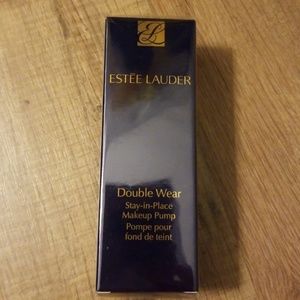 ESTĒE LAUDER
Double Wear
Stay-in-Place
Makeup Pump
Pompe pour
fond de teint